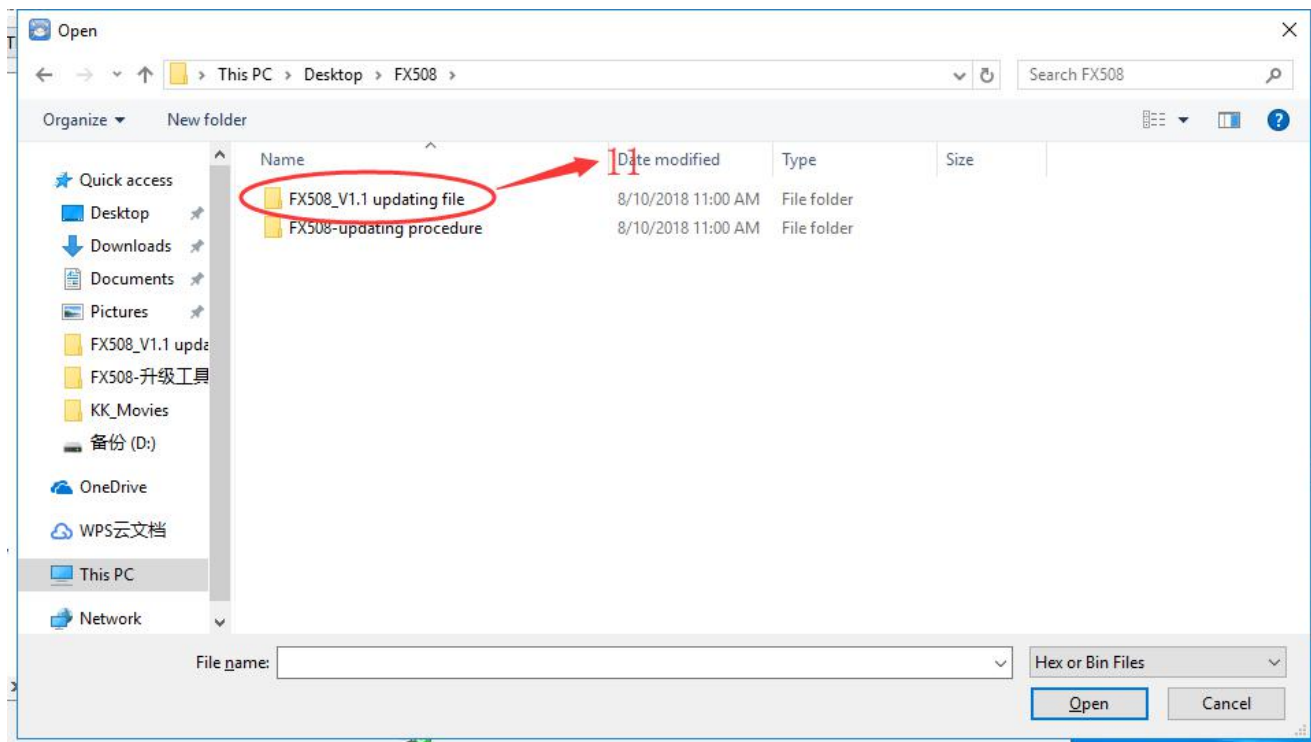 Open
This PC > Desktop > FX508 >
Search FX508
Organize
New folder
Name
Date modified
Type
Size
11
FX508_V1.1 updating file
8/10/2018 11:00 AM
File folder
FX508-updating procedure
8/10/2018 11:00 AM
File folder
Quick access
Desktop
Downloads
Documents
Pictures
FX508_V1.1 upda
FX508-升级工具
KK_Movies
备份 (D:)
OneDrive
WPS云文档
This PC
Network
File name:
Hex or Bin Files
Open
Cancel